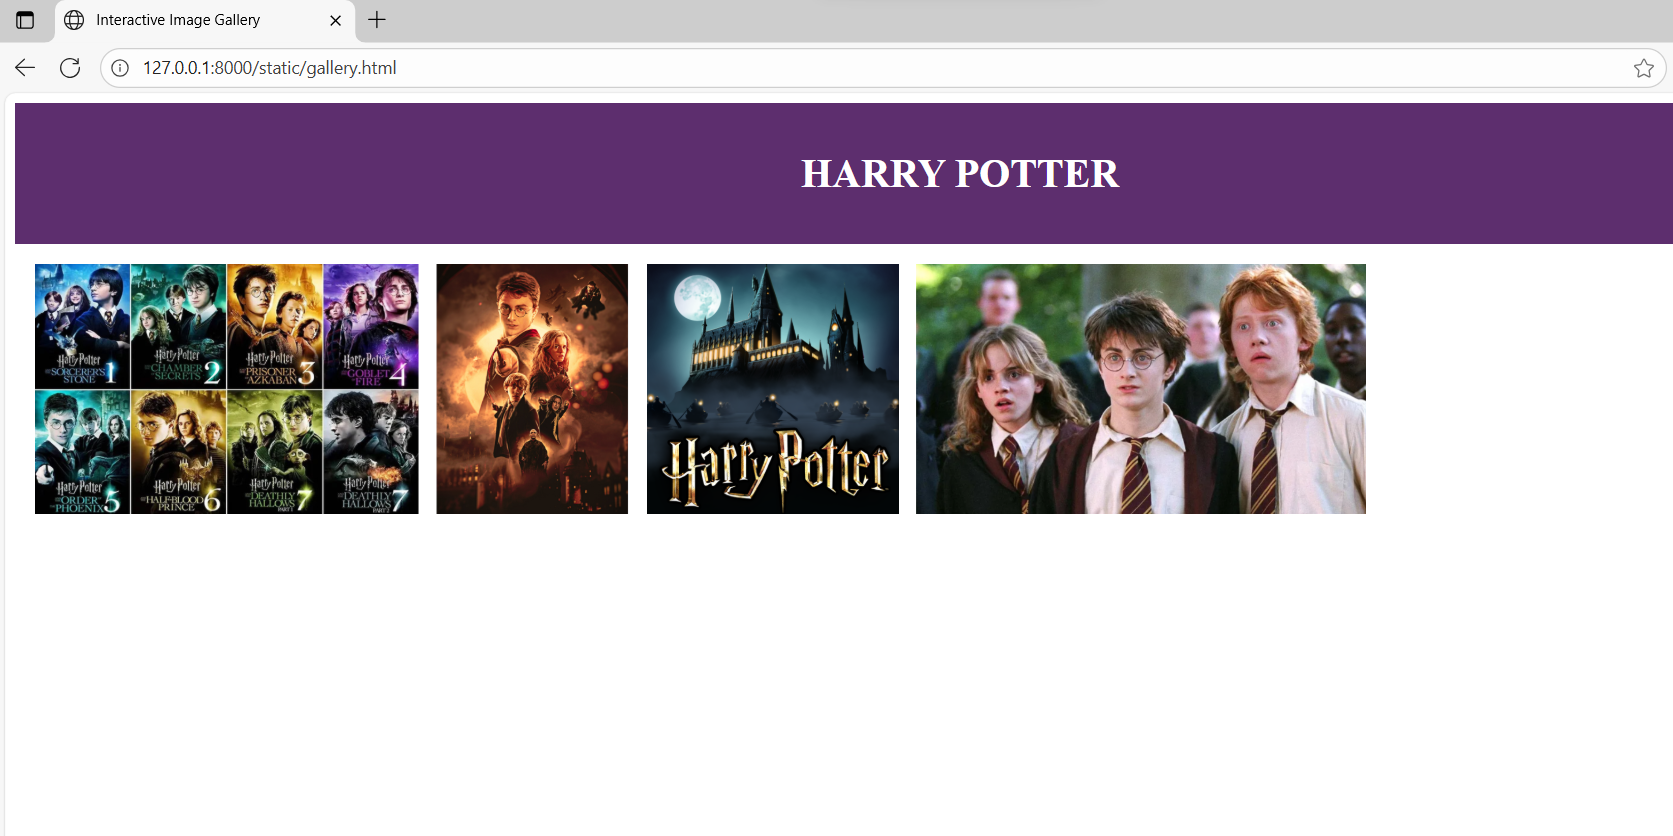 Interactive Image Gallery
127.0.0.1:8000/static/gallery.html
HARRY POTTER
Harry Potter
SORCERER'S
STONE 1
Harry Potter
CHAMBER
SECRETS 2
Harry Potter
PRISONER
AZKABAN 3
Harry Potter
GOBLET
FIRE 4
Harry Potter
ORDER
PHOENIX 5
Harry Potter
HALF-BLOOD
PRINCE 6
Harry Potter
DEATHLY
HALLOWS 7
PART 1
Harry Potter
DEATHLY
HALLOWS 7
PART 2
Harry Potter